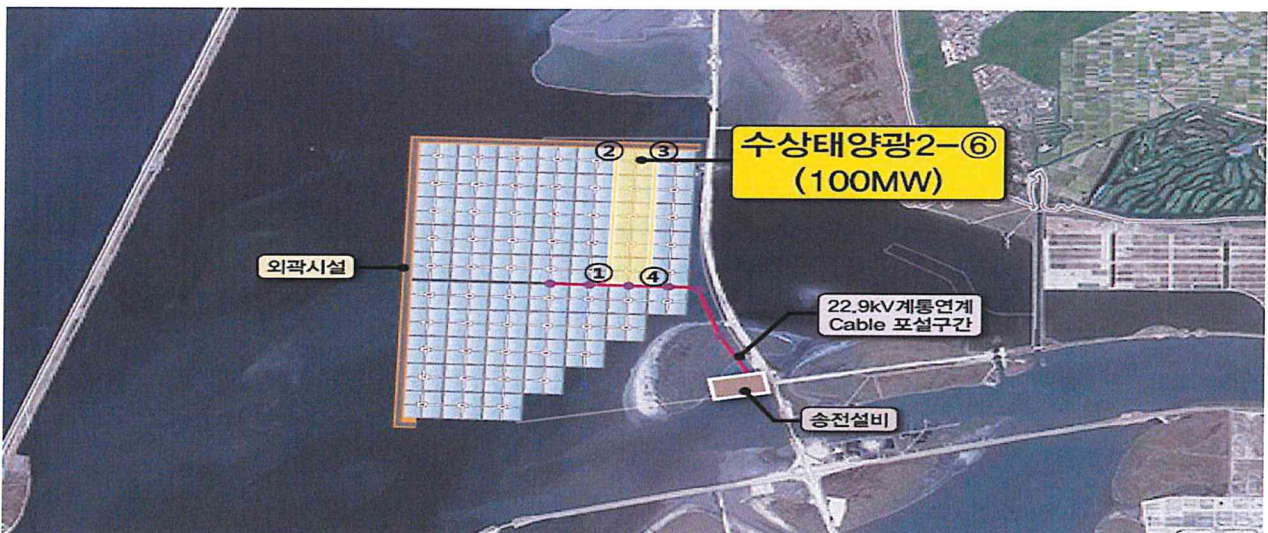 ② ③
수상태양광2-⑥
(100MW)
외곽시설
① ④
22.9kV계통연계
Cable 포설구간
송전설비